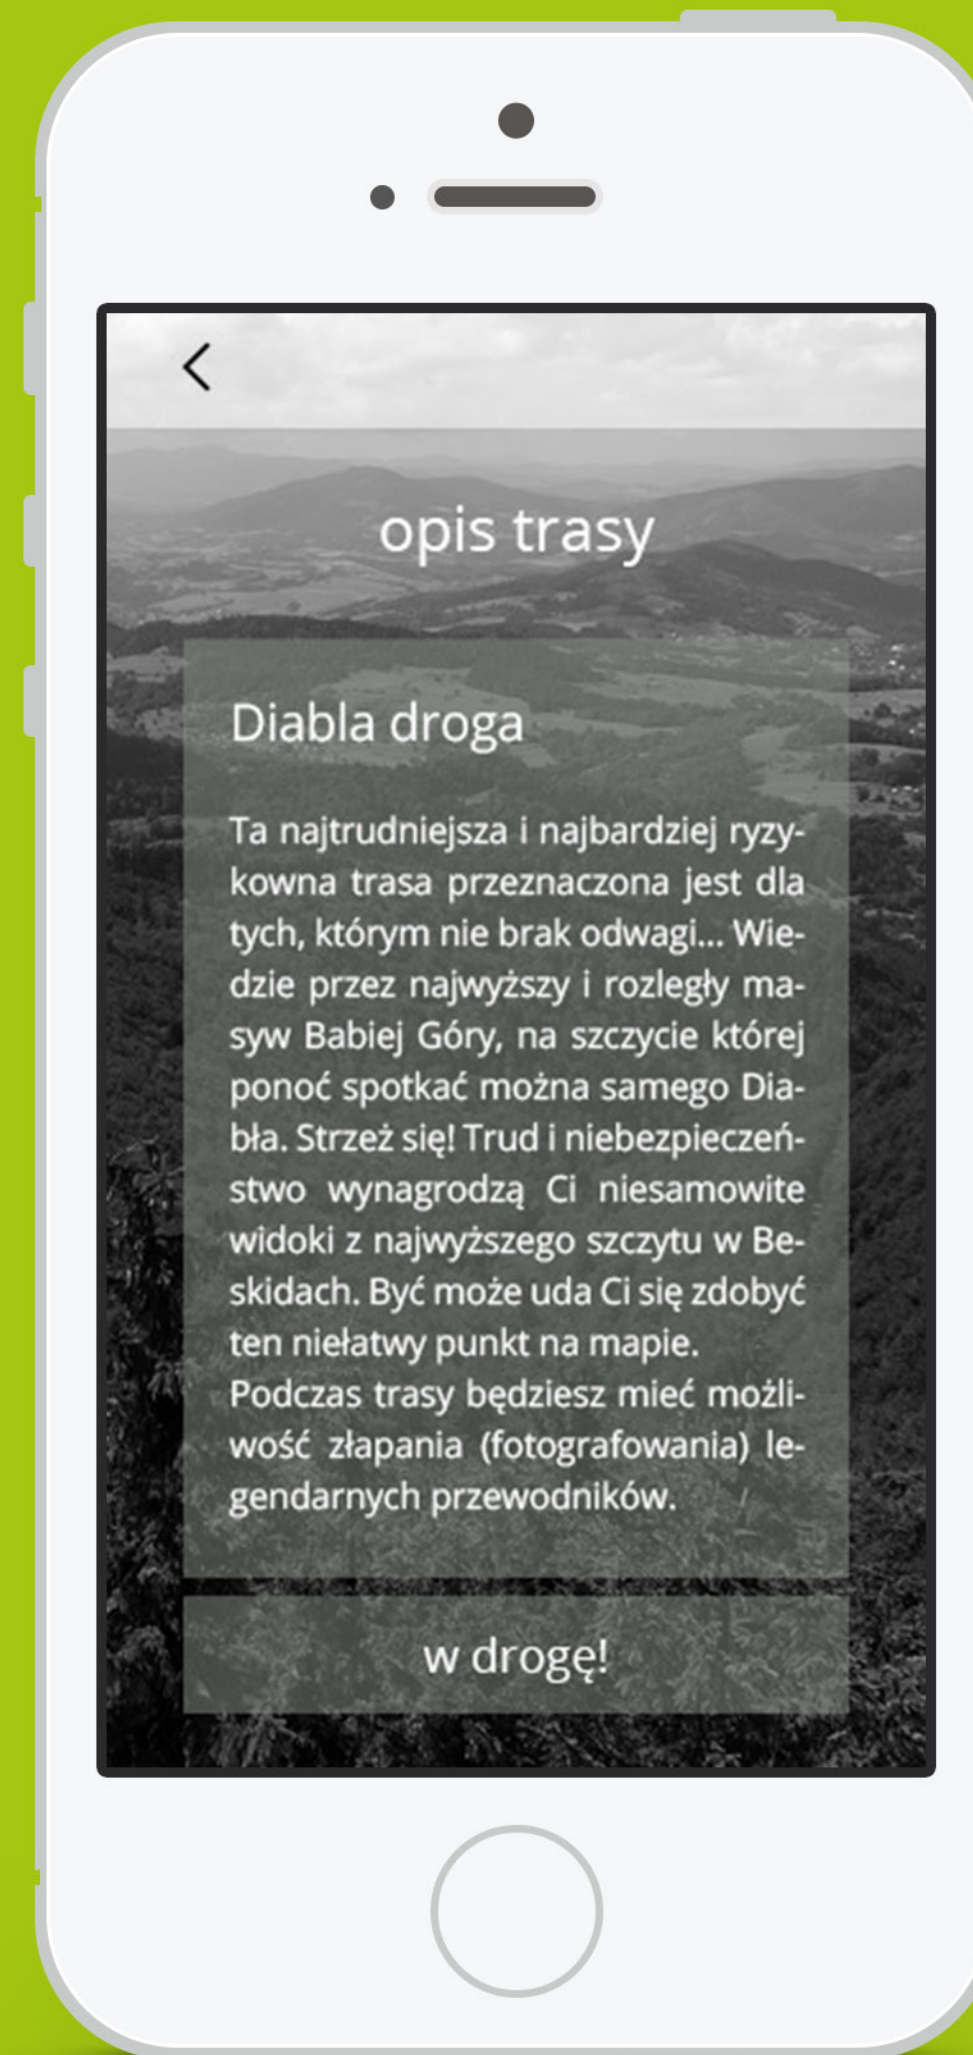 opis trasy
Diabla droga
Ta najtrudniejsza i najbardziej ryzy-
kowna trasa przeznaczona jest dla
tych, którym nie brak odwagi... Wie-
dzie przez najwyższy i rozległy ma-
syw Babiej Góry, na szczycie której
ponoć spotkać można samego Dia-
bła. Strzeż się! Trud i niebezpieczeń-
stwo wynagrodzą Ci niesamowite
widoki z najwyższego szczytu w Be-
skidach. Być może uda Ci się zdobyć
ten niełatwy punkt na mapie.
Podczas trasy będziesz mieć możli-
wość złapania (fotografowania) le-
gendarnych przewodników.
w drogę!